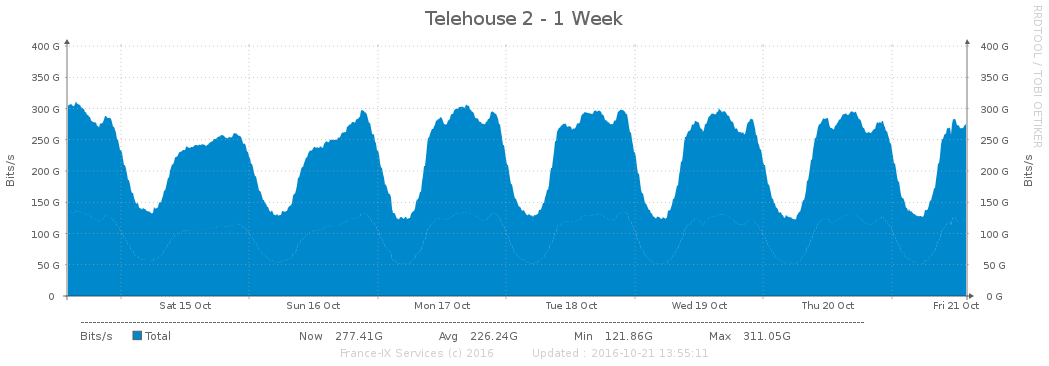 Telehouse 2 - 1 Week
RRDTOOL / TOBI OETIKER
400 G 400 G
350 G 350 G
300 G 300 G
250 G 250 G
200 G 200 G
150 G 150 G
100 G 100 G
50 G 50 G
0 0 G
Bits/s
Bits/s
Sat 15 Oct Sun 16 Oct Mon 17 Oct Tue 18 Oct Wed 19 Oct Thu 20 Oct Fri 21 Oct
Bits/s Total Now 277.41G Avg 226.24G Min 121.86G Max 311.05G
France-IX Services (c) 2016 Updated : 2016-10-21 13:55:11